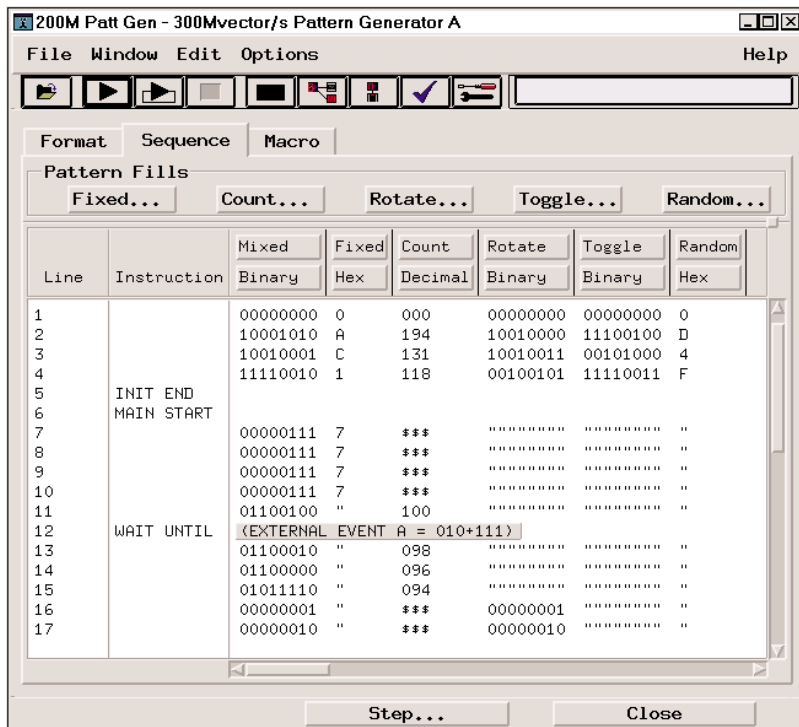 200M Patt Gen - 300Mvector/s Pattern Generator A
File Window Edit Options Help
Format Sequence Macro
Pattern Fills
Fixed... Count... Rotate... Toggle... Random...
Mixed Fixed Count Rotate Toggle Random
Line Instruction Binary Hex Decimal Binary Binary Hex
1 00000000 0 000 00000000 00000000 0
2 10001010 A 194 10010000 11100100 D
3 10010001 C 131 10010011 00101000 4
4 11110010 1 118 00100101 11110011 F
5 INIT END
6 MAIN START
7 00000111 7 $$$ """""""" """""""" "
8 00000111 7 $$$ """""""" """""""" "
9 00000111 7 $$$ """""""" """""""" "
10 00000111 7 $$$ """""""" """""""" "
11 01100100 " 100 """""""" """""""" "
12 WAIT UNTIL (EXTERNAL EVENT A = 010+111)
13 01100010 " 098 """""""" """""""" "
14 01100000 " 096 """""""" """""""" "
15 01011110 " 094 """""""" """""""" "
16 00000001 " $$$ 00000001 """""""" "
17 00000010 " $$$ 00000010 """""""" "
Step... Close